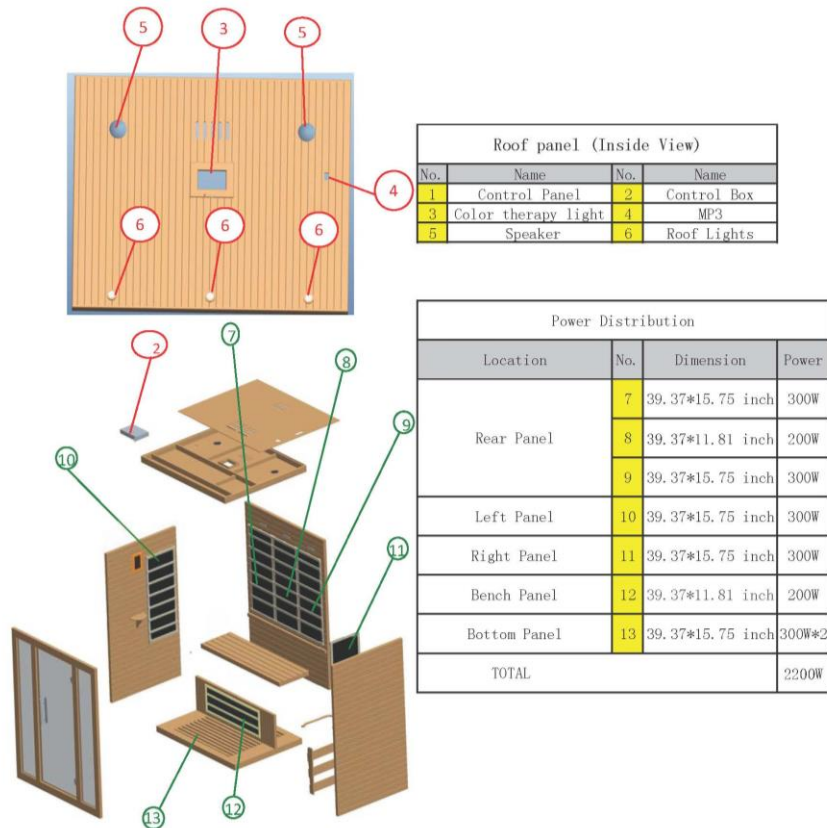 5
3
5
4
6
6
6
Roof panel (Inside View)
No. Name No. Name
1 Control Panel 2 Control Box
3 Color therapy light 4 MP3
5 Speaker 6 Roof Lights
2
7
8
9
10
11
13
12
Power Distribution
Location No. Dimension Power
Rear Panel
7 39.37*15.75 inch 300W
8 39.37*11.81 inch 200W
9 39.37*15.75 inch 300W
Left Panel 10 39.37*15.75 inch 300W
Right Panel 11 39.37*15.75 inch 300W
Bench Panel 12 39.37*11.81 inch 200W
Bottom Panel 13 39.37*15.75 inch 300W*2
TOTAL 2200W